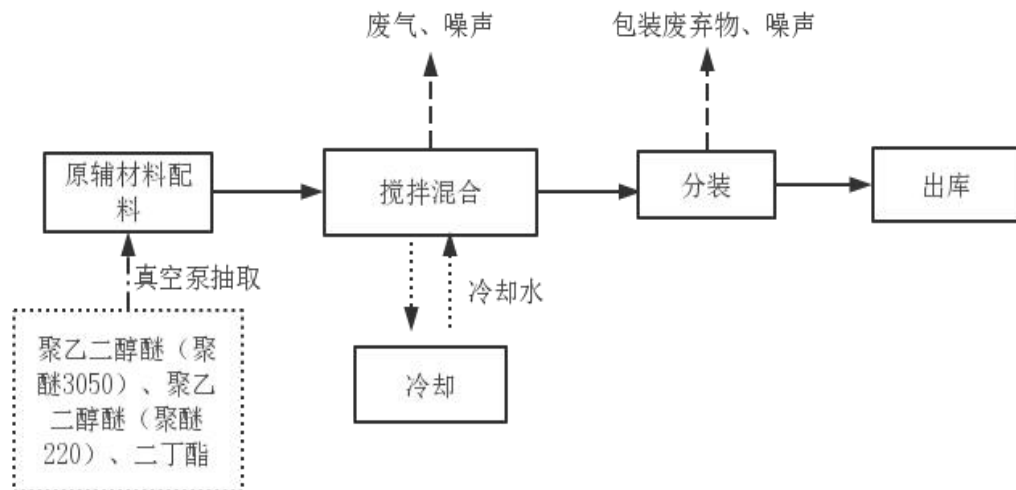 废气、噪声
包装废弃物、噪声
原辅材料配
料
搅拌混合
分装
出库
真空泵抽取
冷却水
聚乙二醇醚（聚
醚3050）、聚乙
二醇醚（聚醚
220）、二丁酯
冷却